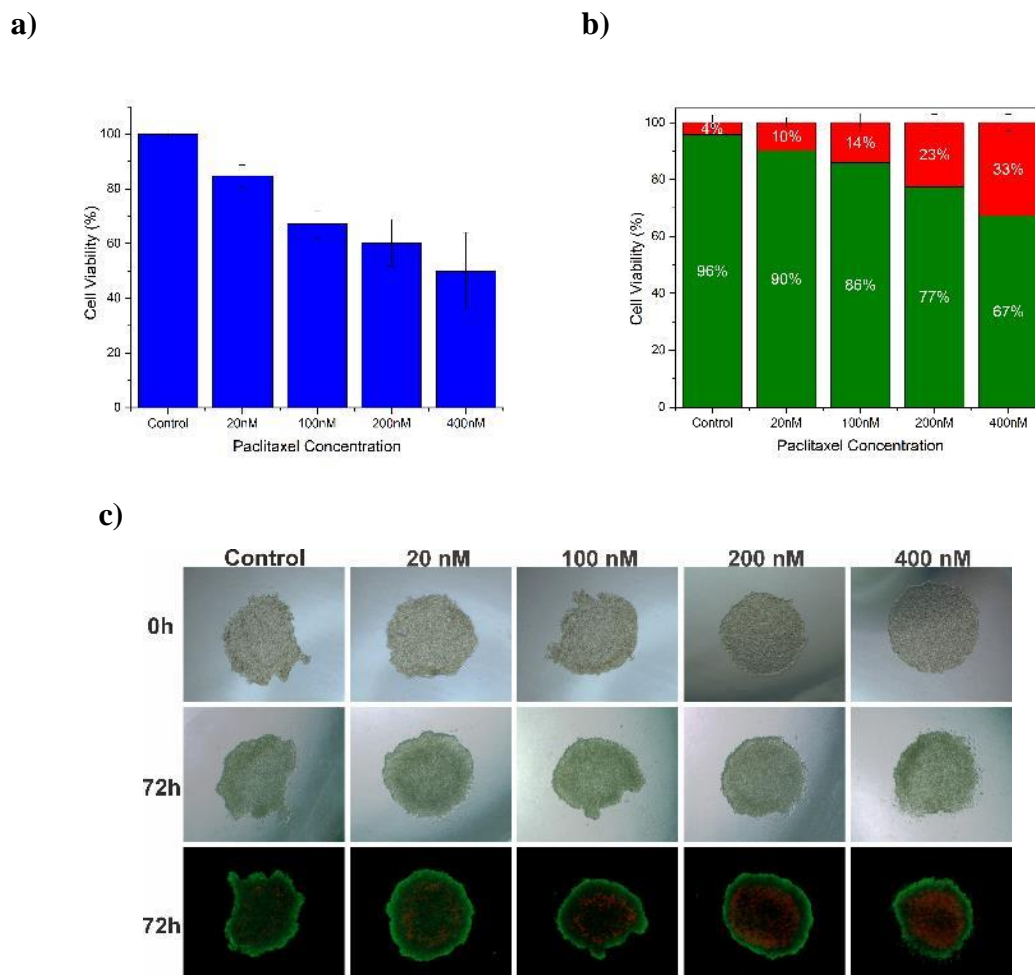 a)
b)
Cell Viability (%)
100
80
60
40
20
0
Control 20nM 100nM 200nM 400nM
Paclitaxel Concentration
Cell Viability (%)
100
80
60
40
20
0
4% 10% 14% 23% 33%
96% 90% 86% 77% 67%
Control 20nM 100nM 200nM 400nM
Paclitaxel Concentration
c)
Control 20 nM 100 nM 200 nM 400 nM
0h
72h
72h